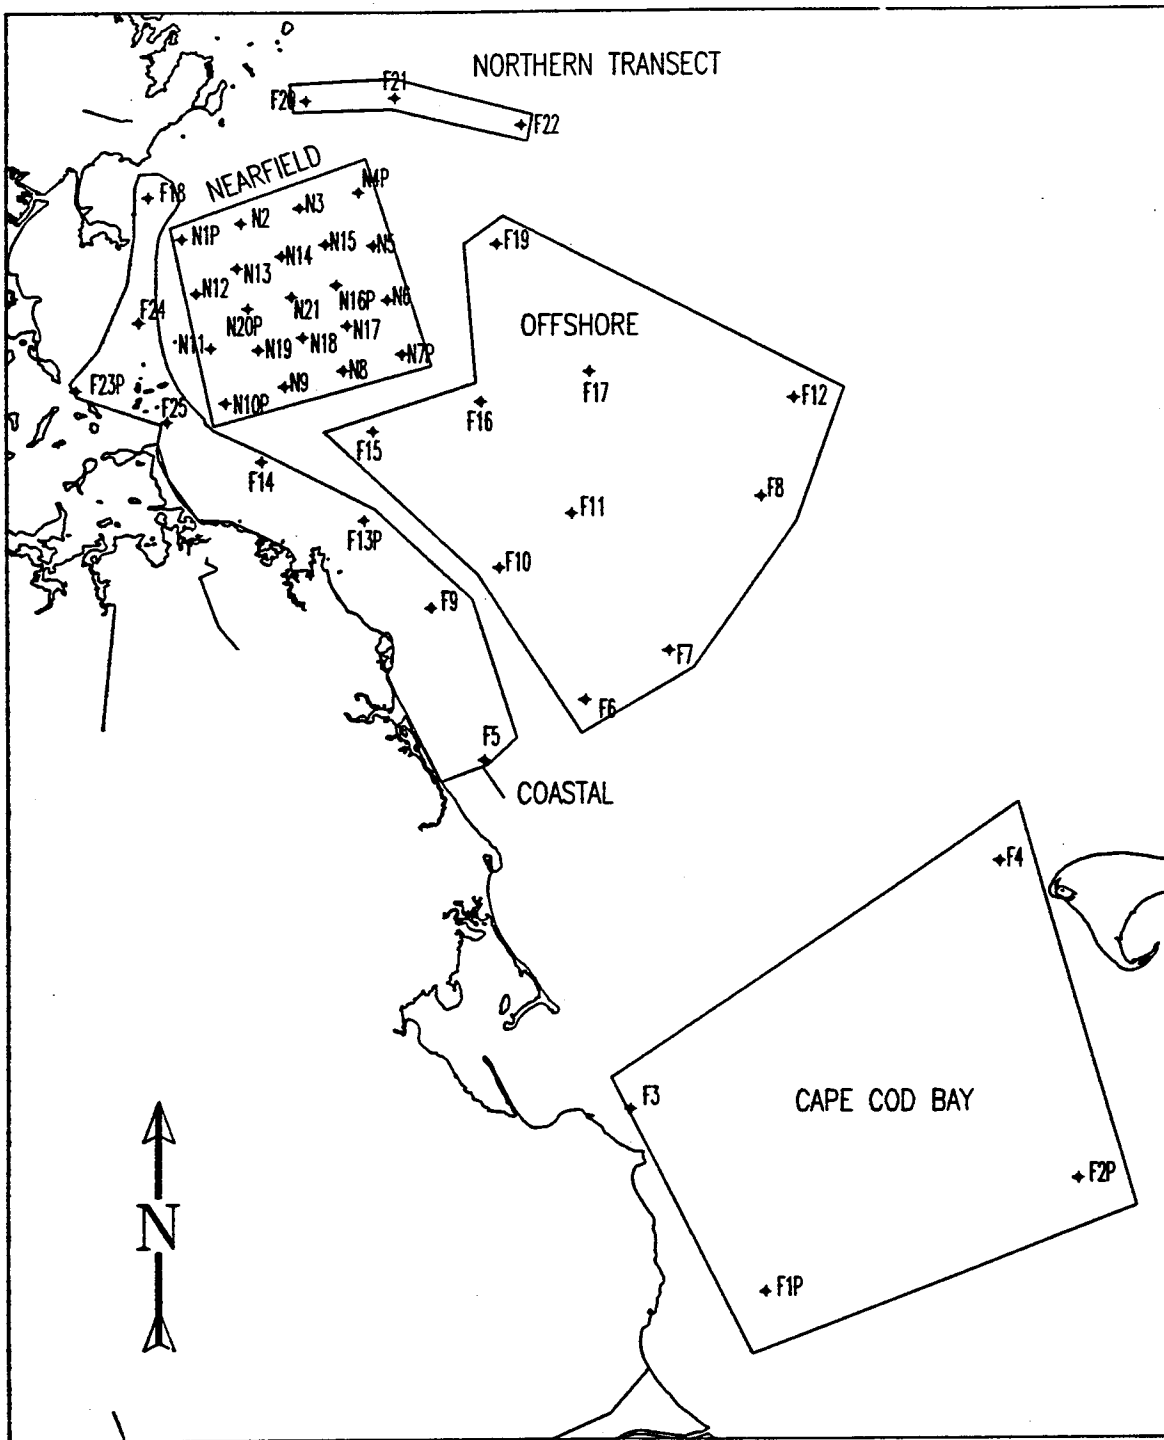 NORTHERN TRANSECT
F20
F21
F22
NEARFIELD
F18
N1P
N2
N3
N4P
N12
N13
N14
N15
N5
F24
N20P
N21
N16P
N6
N11
N19
N18
N17
N7P
F23P
F25
N10P
N9
N8
F19
OFFSHORE
F17
F12
F16
F15
F14
F8
F11
F13P
F10
F9
F7
F6
F5
COASTAL
F4
F3
CAPE COD BAY
F2P
F1P
N